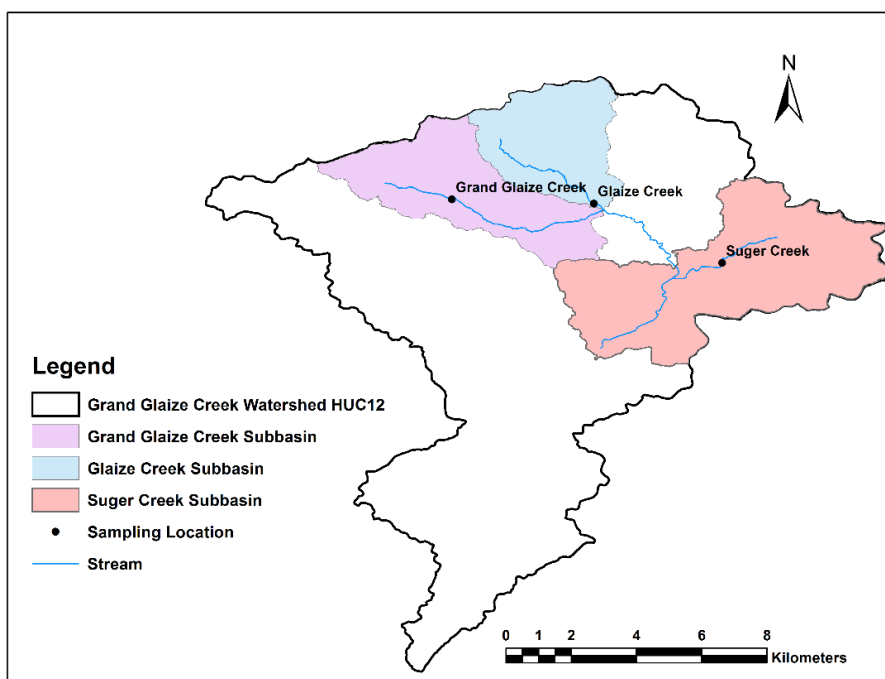 N
Grand Glaize Creek
Glaize Creek
Suger Creek
Legend
Grand Glaize Creek Watershed HUC12
Grand Glaize Creek Subbasin
Glaize Creek Subbasin
Suger Creek Subbasin
Sampling Location
Stream
0 1 2 4 6 8
Kilometers